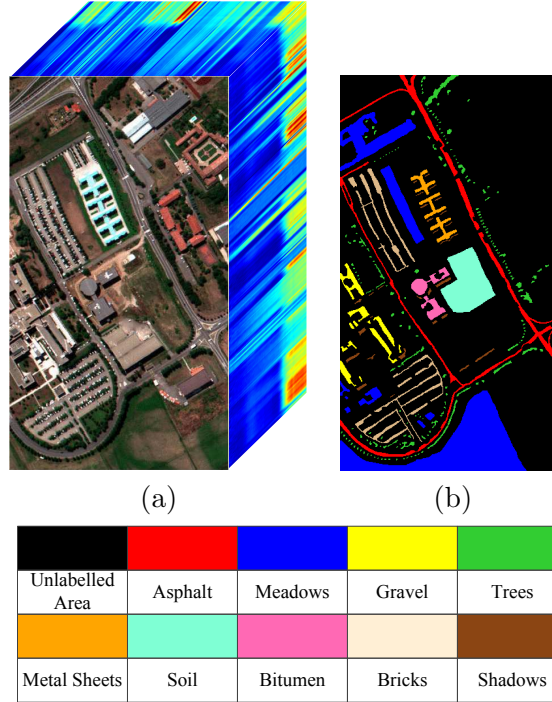 (a)
(b)
Unlabelled
Area
Asphalt
Meadows
Gravel
Trees
Metal Sheets
Soil
Bitumen
Bricks
Shadows